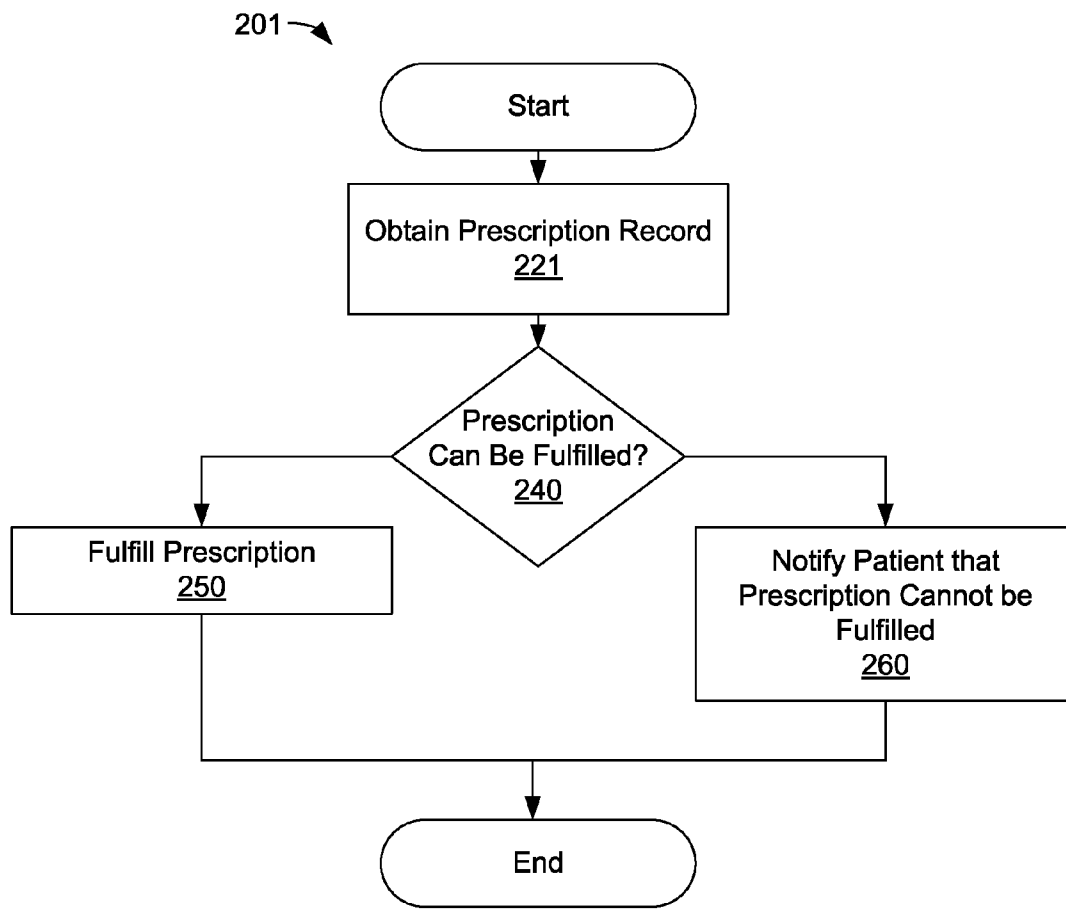 201
Start
Obtain Prescription Record
221
Prescription
Can Be Fulfilled?
240
Fulfill Prescription
250
Notify Patient that
Prescription Cannot be
Fulfilled
260
End